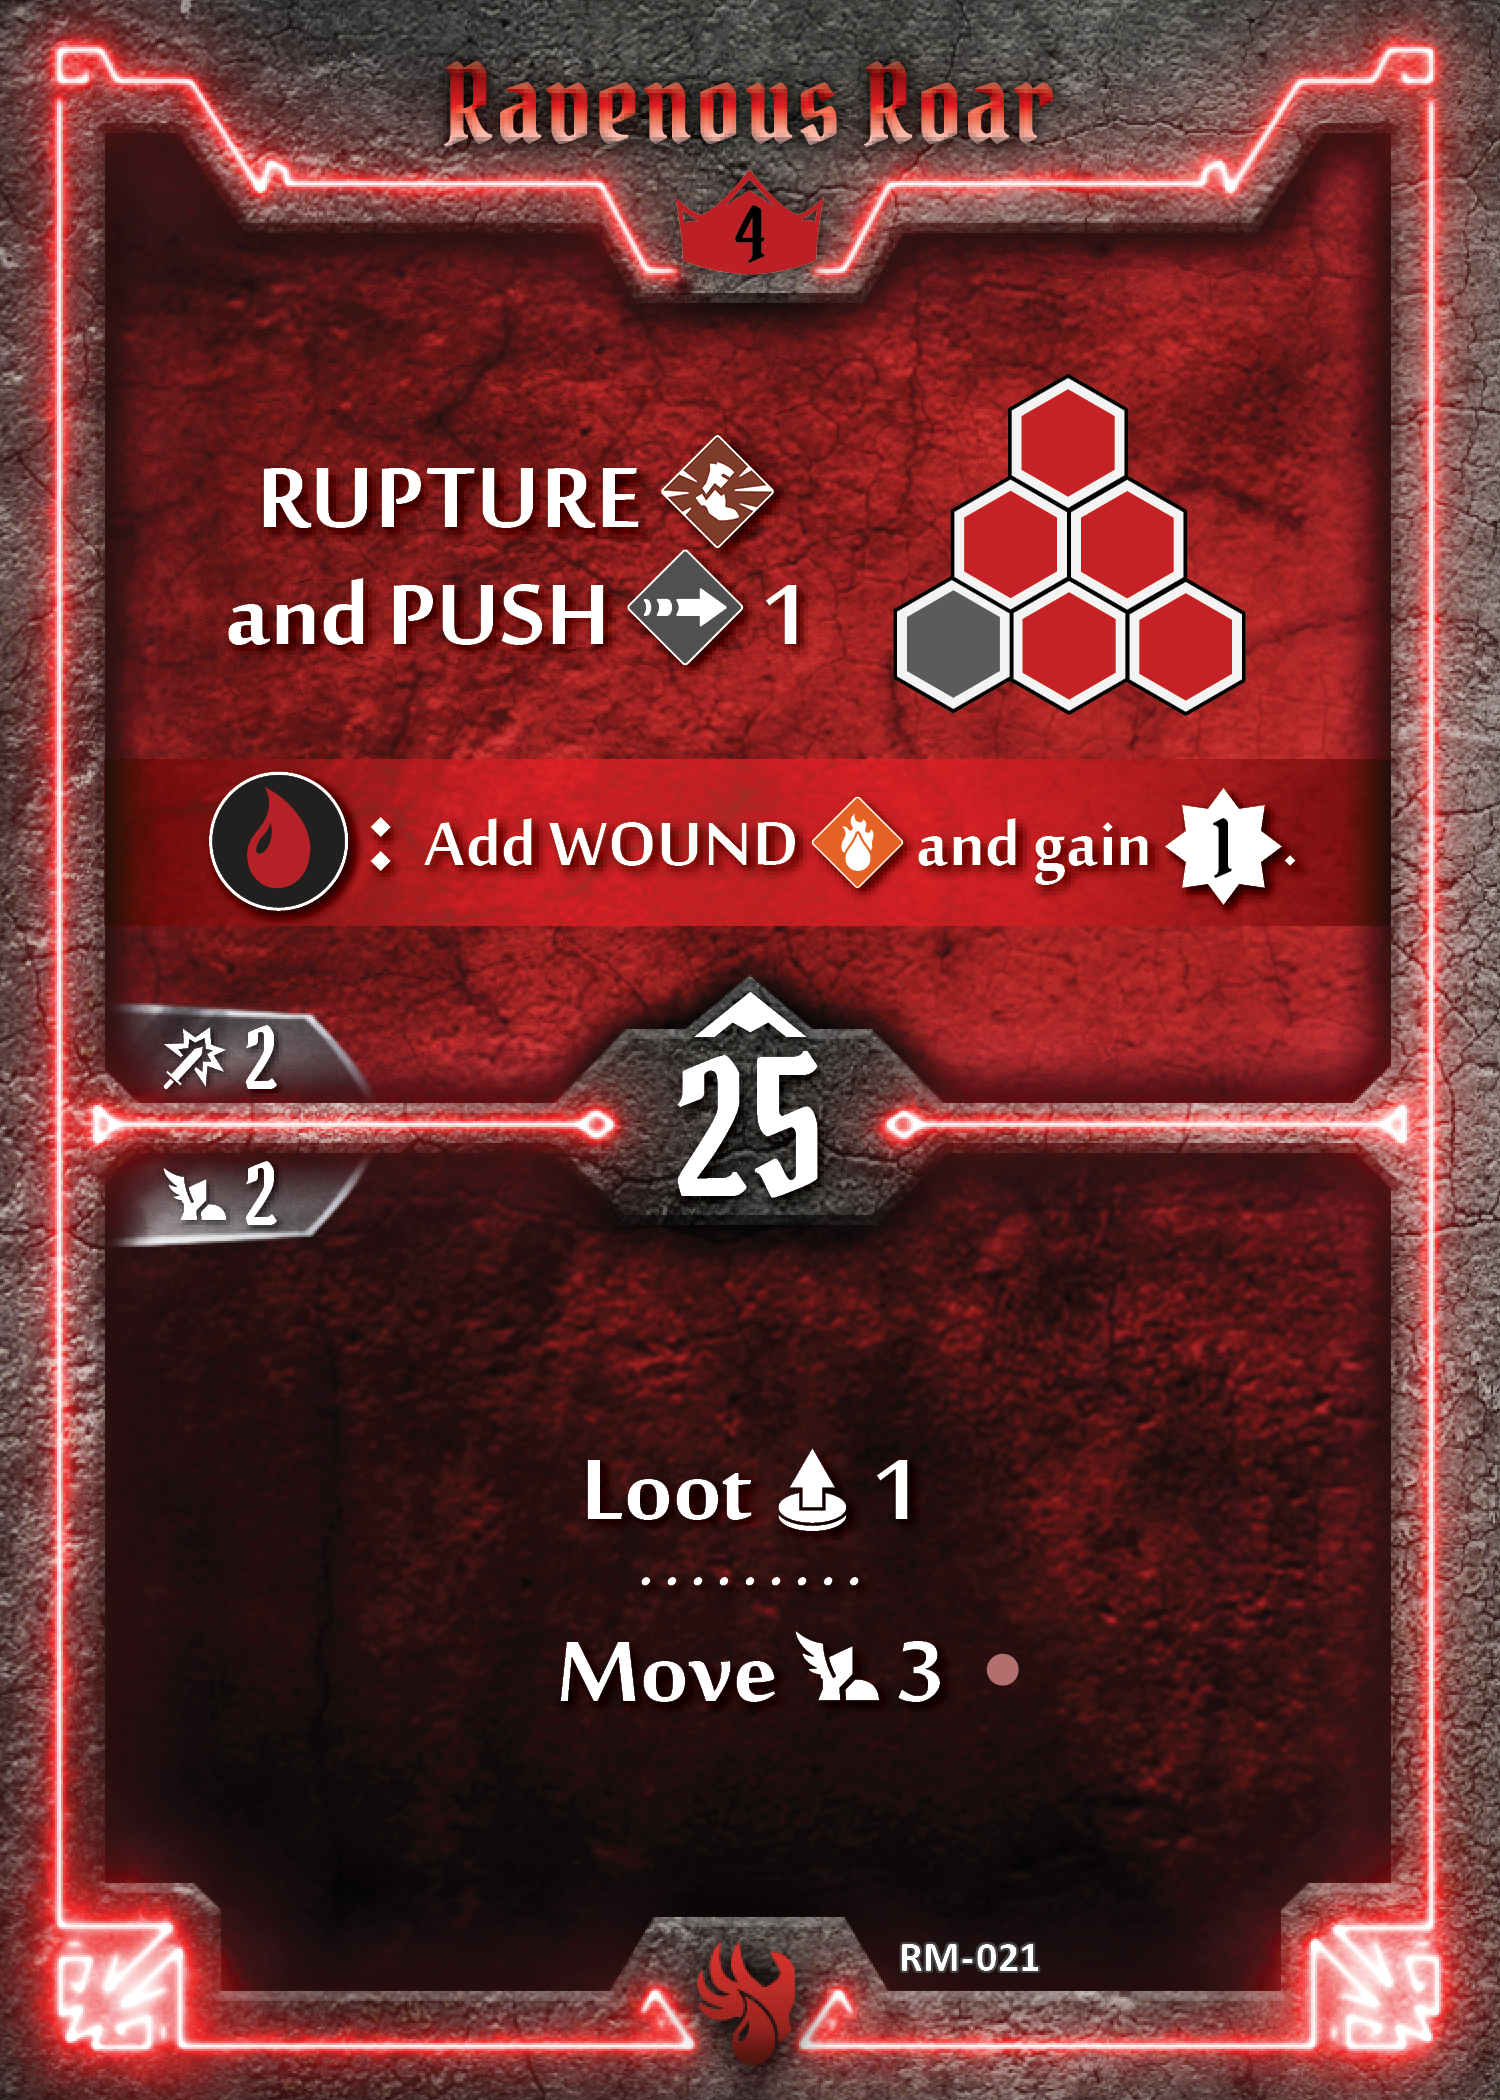 Ravenous Roar
4
RUPTURE
and PUSH 1
: Add WOUND and gain 1.
2
25
2
Loot 1
.........
Move 3
RM-021